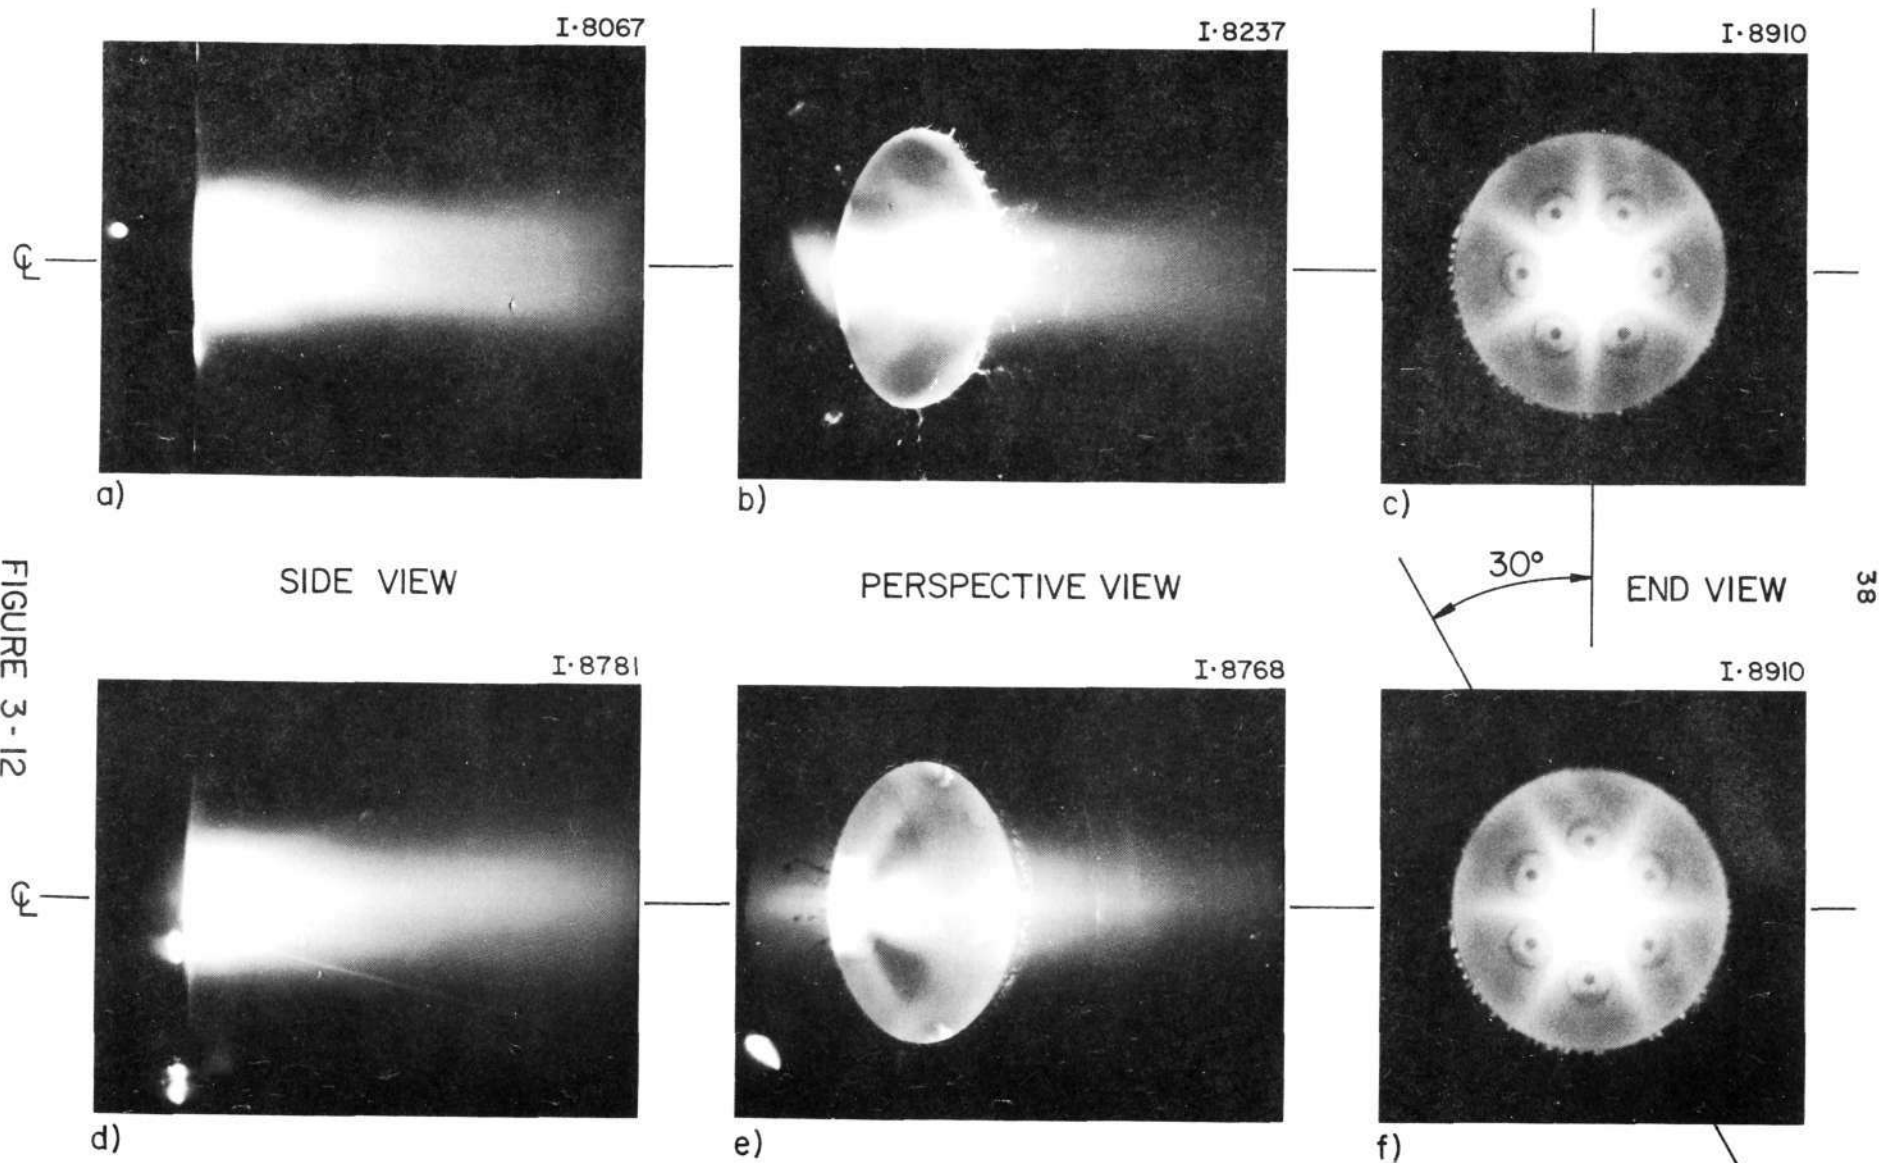 I·8067
I·8237
I·8910
℄
a)
b)
c)
SIDE VIEW
PERSPECTIVE VIEW
30°
END VIEW
38
FIGURE 3-12
I·8781
I·8768
I·8910
℄
d)
e)
f)